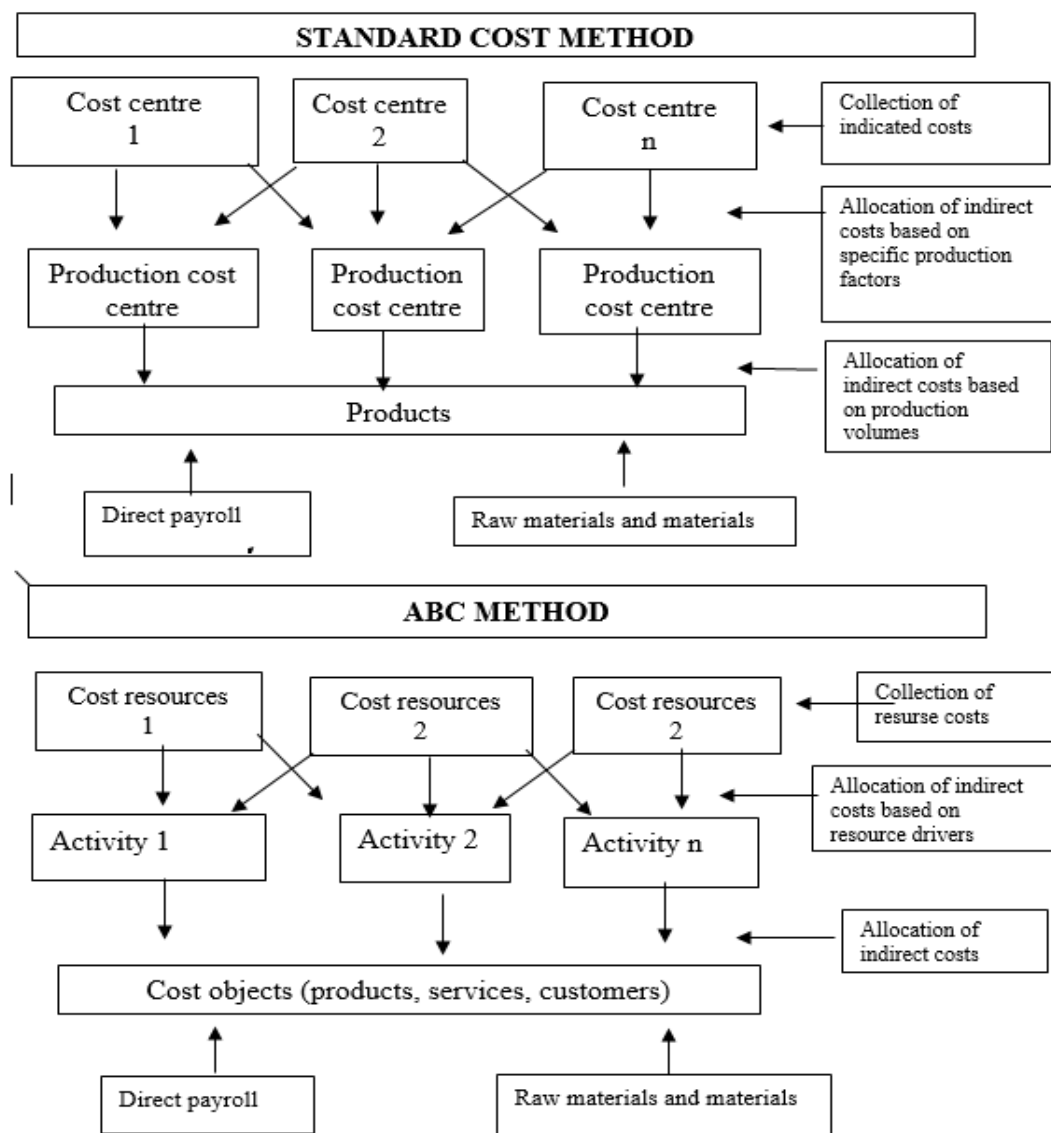 STANDARD COST METHOD
Cost centre
1
Cost centre
2
Cost centre
n
Collection of
indicated costs
Allocation of indirect
costs based on
specific production
factors
Production cost
centre
Production
cost centre
Production
cost centre
Allocation of
indirect costs based
on production
volumes
Products
Direct payroll
Raw materials and materials
ABC METHOD
Cost resources
1
Cost resources
2
Cost resources
2
Collection of
resurse costs
Allocation of indirect
costs based on
resource drivers
Activity 1
Activity 2
Activity n
Allocation of
indirect costs
Cost objects (products, services, customers)
Direct payroll
Raw materials and materials